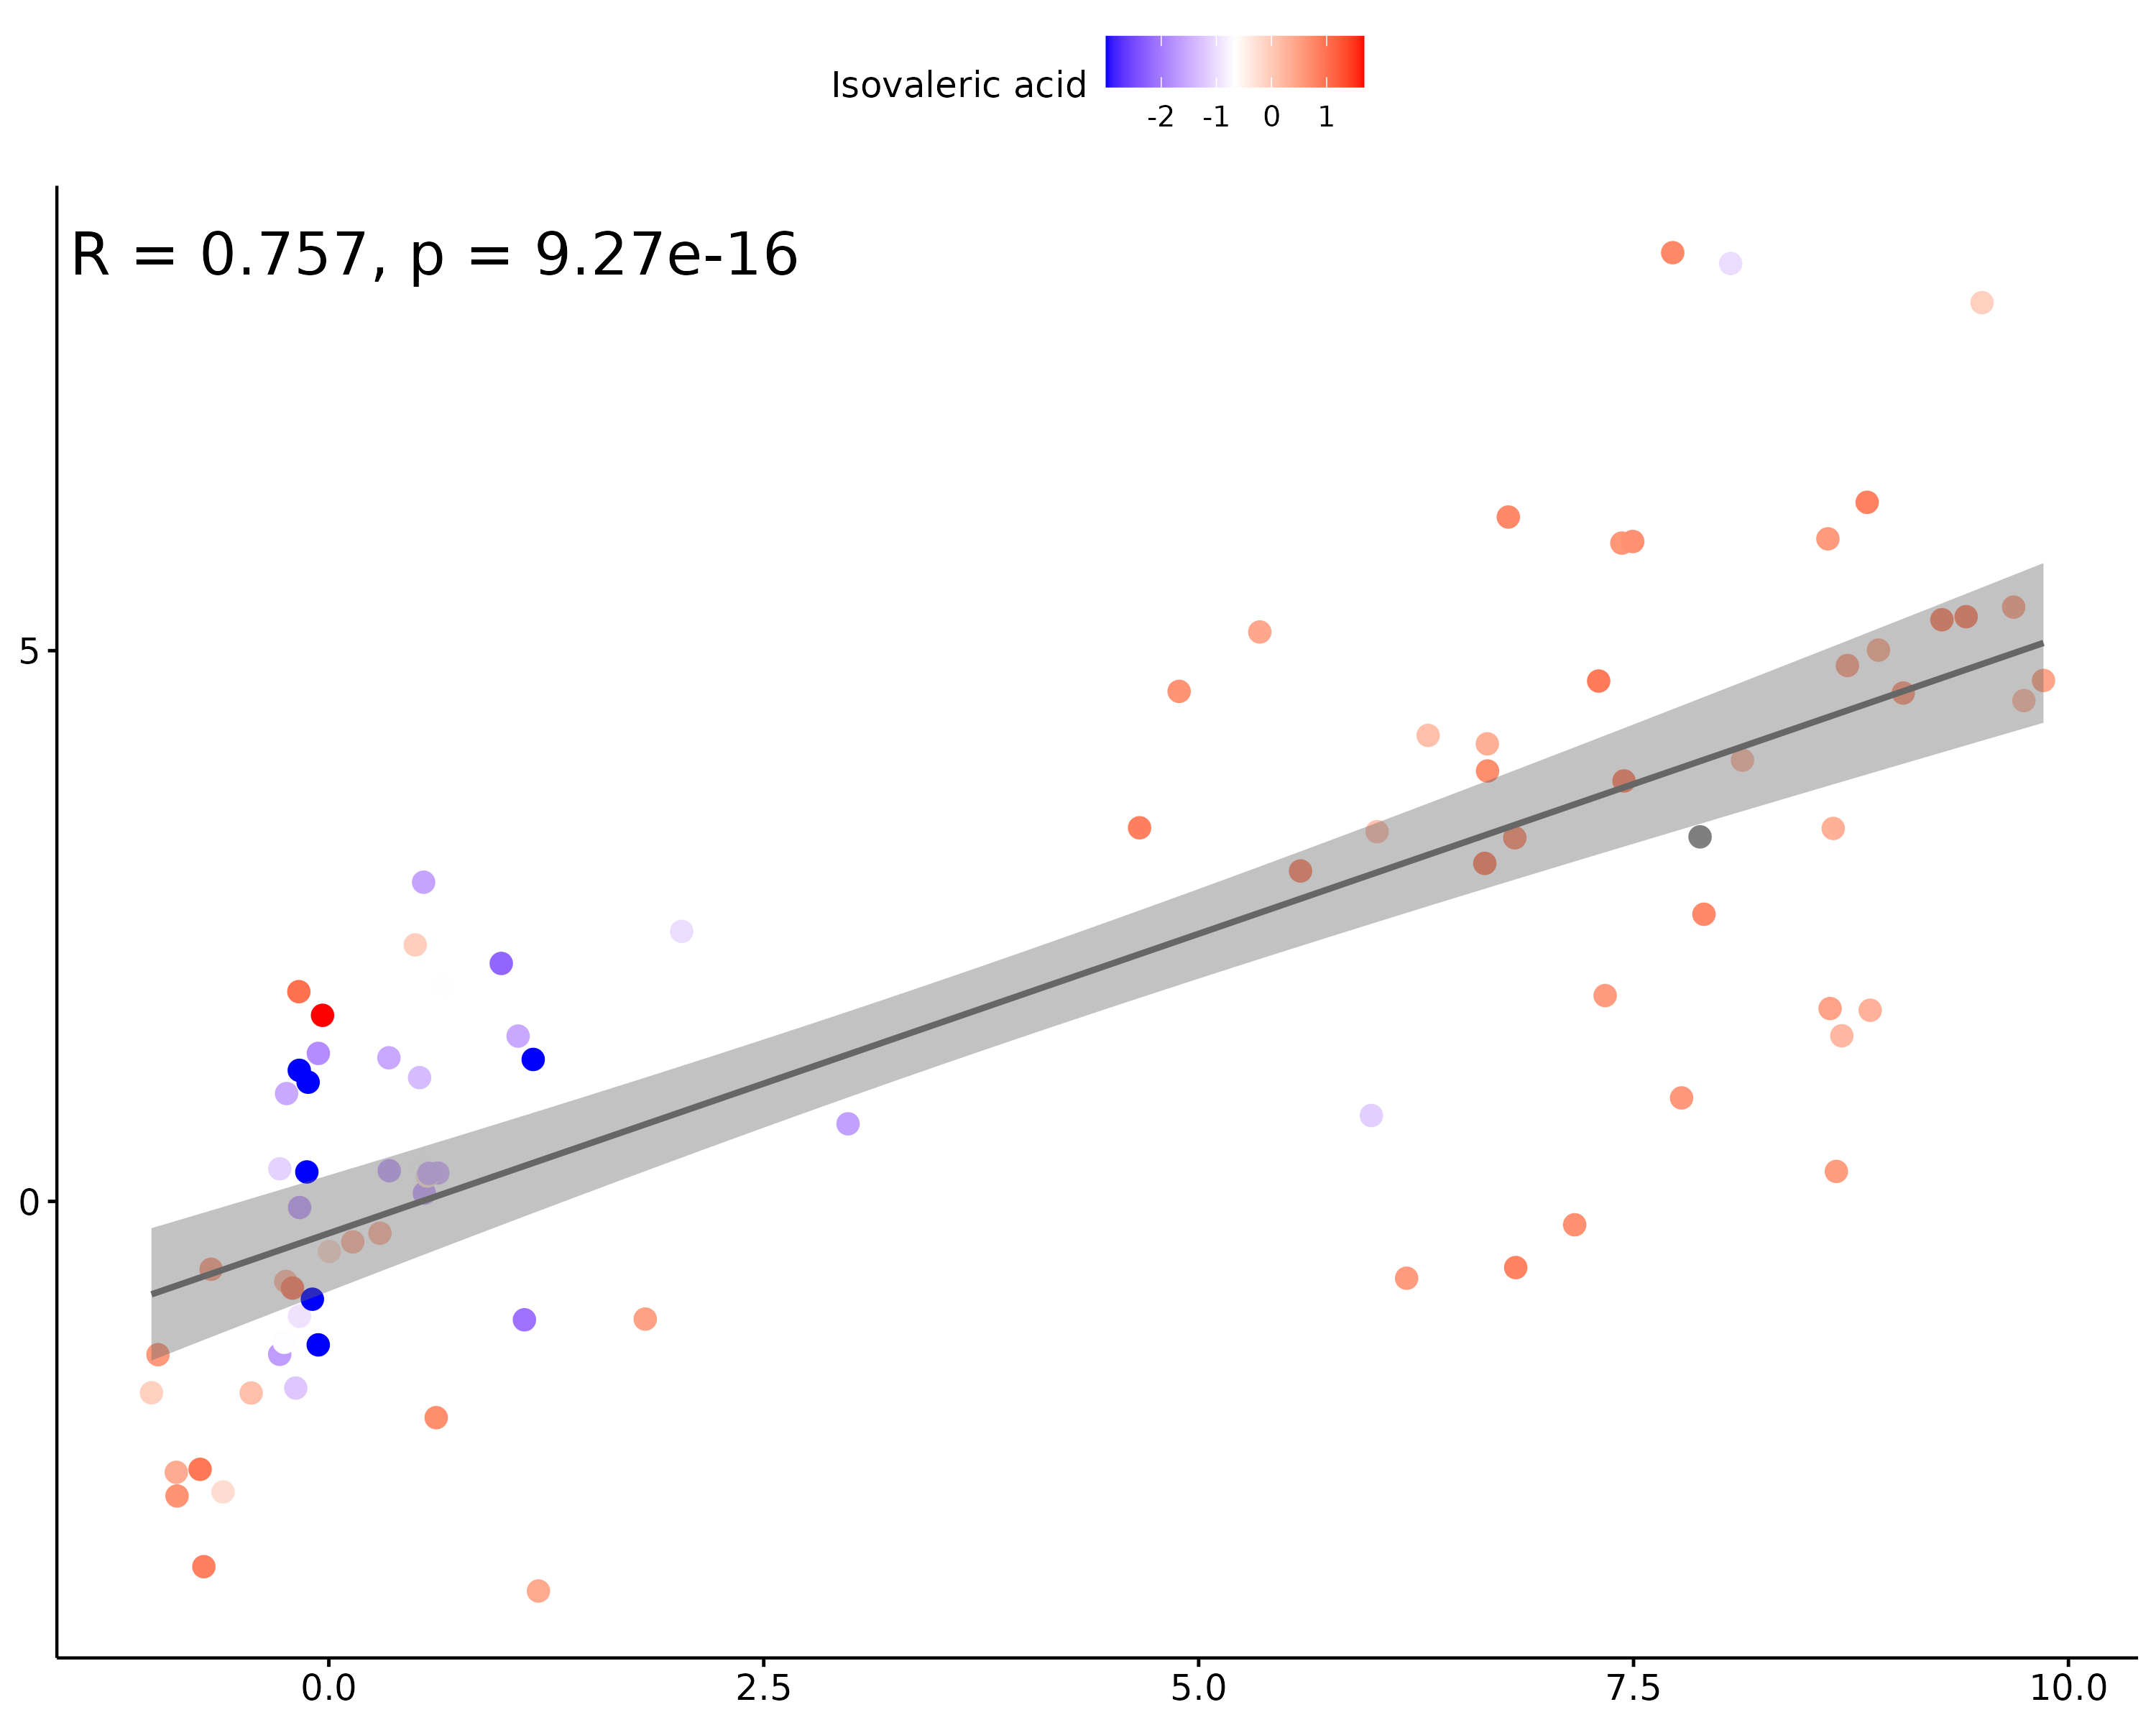 Isovaleric acid
-2 -1 0 1
R = 0.757, p = 9.27e-16
5
0
0.0 2.5 5.0 7.5 10.0